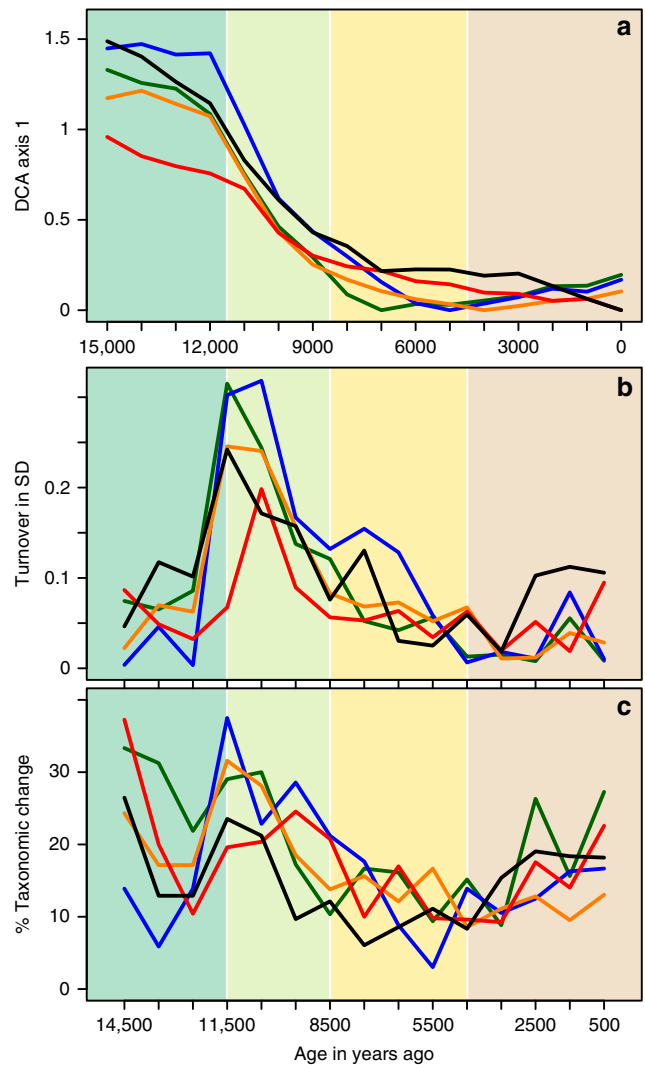 a
1.5
1
0.5
0
DCA axis 1
15,000 12,000 9000 6000 3000 0
b
0.2
0.1
0
Turnover in SD
c
30
20
10
0
% Taxonomic change
14,500 11,500 8500 5500 2500 500
Age in years ago